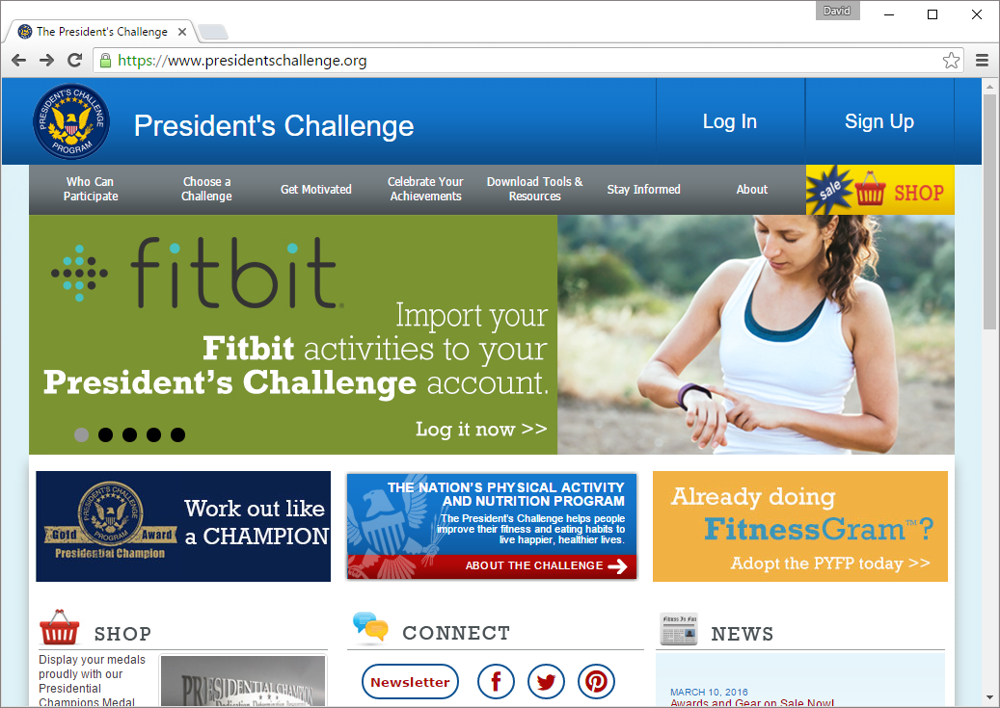 David
The President's Challenge
https://www.presidentschallenge.org
PRESIDENT'S CHALLENGE
PROGRAM
President's Challenge
Log In
Sign Up
Who Can
Participate
Choose a
Challenge
Get Motivated
Celebrate Your
Achievements
Download Tools &
Resources
Stay Informed
About
sale
SHOP
fitbit
Import your
Fitbit activities to your
President's Challenge account.
Log it now >>
PRESIDENT'S CHALLENGE
PROGRAM
Gold Award
Presidential Champion
Work out like
a CHAMPION
THE NATION'S PHYSICAL ACTIVITY
AND NUTRITION PROGRAM
The President's Challenge helps people
improve their fitness and eating habits to
live happier, healthier lives.
ABOUT THE CHALLENGE
Already doing
FitnessGram™?
Adopt the PYFP today >>
SHOP
Display your medals
proudly with our
Presidential
Champions Medal
PRESIDENTIAL CHAMPION
CONNECT
Newsletter
Fitness Is Fun
NEWS
MARCH 10, 2016
Awards and Gear on Sale Now!